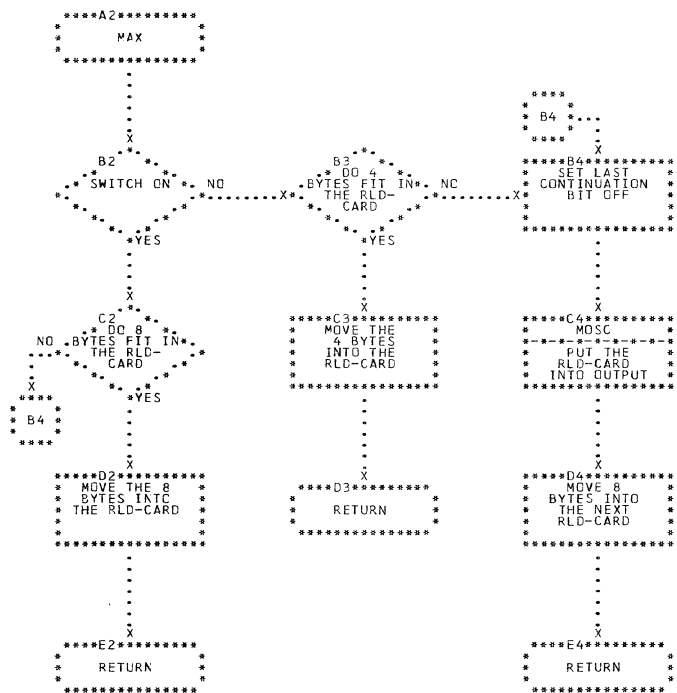 A2
MAX
B4
B2
SWITCH ON
NO
YES
B3
DO 4
BYTES FIT IN
THE RLD-
CARD
NO
YES
B4
SET LAST
CONTINUATION
BIT OFF
C2
DO 8
BYTES FIT IN
THE RLD-
CARD
NO
YES
B4
C3
MOVE THE
4 BYTES
INTO THE
RLD-CARD
C4
MOSC
PUT THE
RLD-CARD
INTO OUTPUT
D2
MOVE THE 8
BYTES INTO
THE RLD-CARD
D3
RETURN
D4
MOVE 8
BYTES INTO
THE NEXT
RLD-CARD
E2
RETURN
E4
RETURN